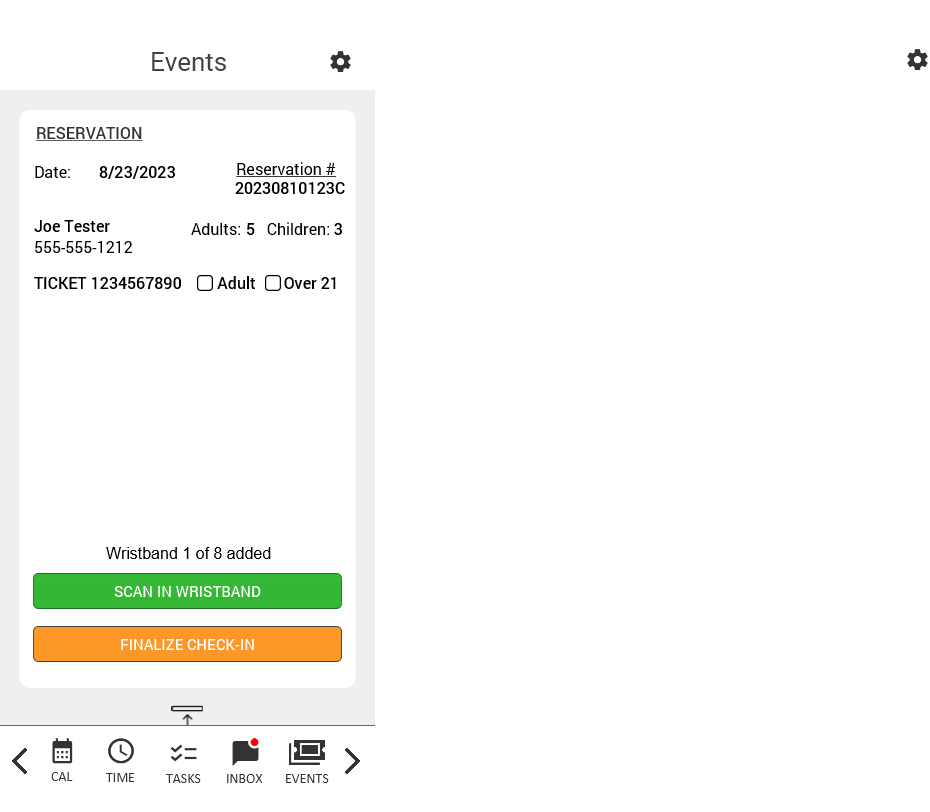 Events
RESERVATION
Date: 8/23/2023
Reservation #
20230810123C
Joe Tester
555-555-1212
Adults: 5 Children: 3
TICKET 1234567890 Adult Over 21
Wristband 1 of 8 added
SCAN IN WRISTBAND
FINALIZE CHECK-IN
CAL TIME TASKS INBOX EVENTS